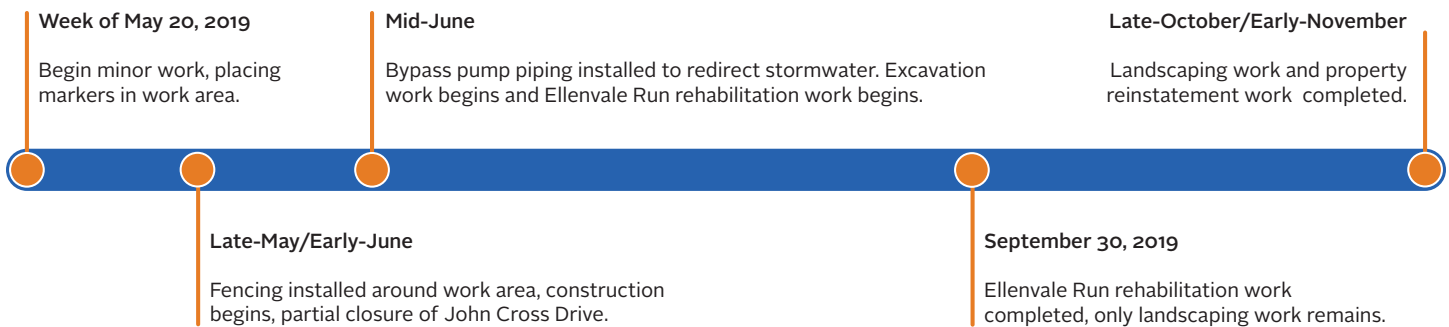 Week of May 20, 2019
Begin minor work, placing
markers in work area.
Late-May/Early-June
Fencing installed around work area, construction
begins, partial closure of John Cross Drive.
Mid-June
Bypass pump piping installed to redirect stormwater. Excavation
work begins and Ellenvale Run rehabilitation work begins.
September 30, 2019
Ellenvale Run rehabilitation work
completed, only landscaping work remains.
Late-October/Early-November
Landscaping work and property
reinstatement work completed.